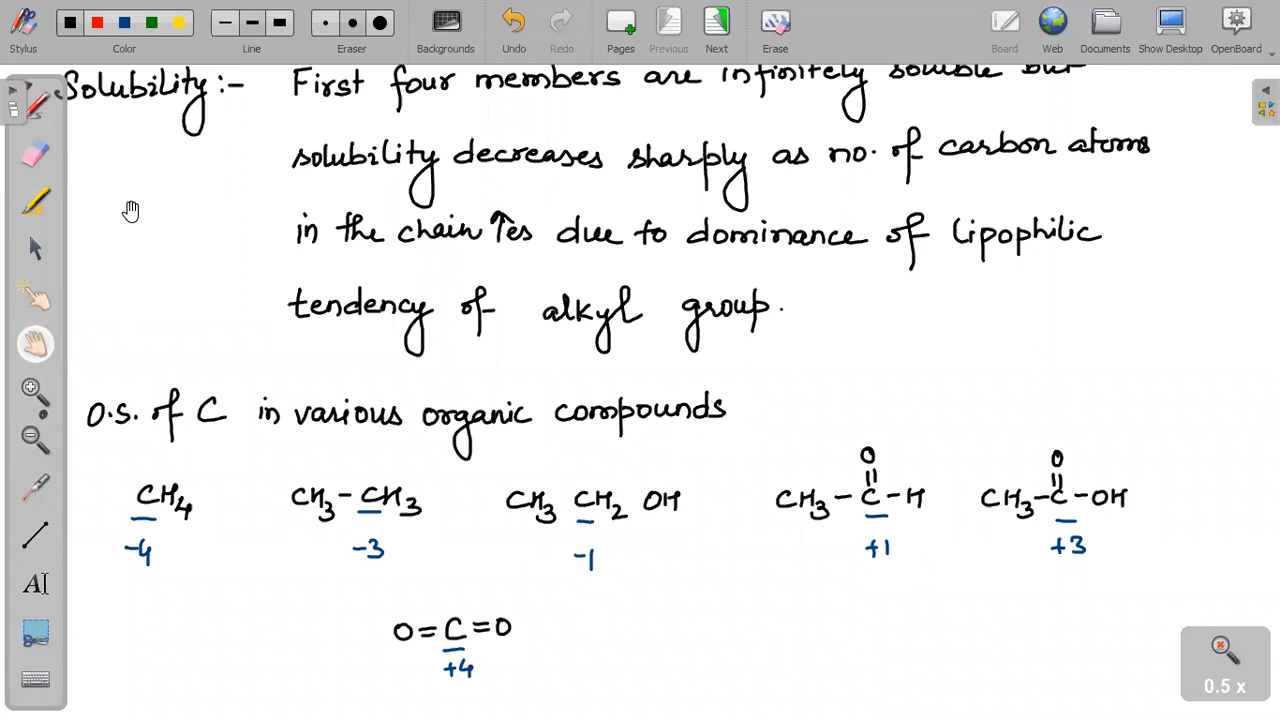 Stylus Color Line Eraser Backgrounds Undo Redo Pages Previous Next Erase Board Web Documents Show Desktop OpenBoard
Solubility :- First four members are infinitely soluble but
solubility decreases sharply as no. of carbon atoms
in the chain ↑es due to dominance of lipophilic
tendency of alkyl group.
O.S. of C in various organic compounds
O O
CH4 CH3 - CH3 CH3 CH2 OH CH3 - C - H CH3 - C - OH
-4 -3 -1 +1 +3
O = C = O
+4
0.5 x